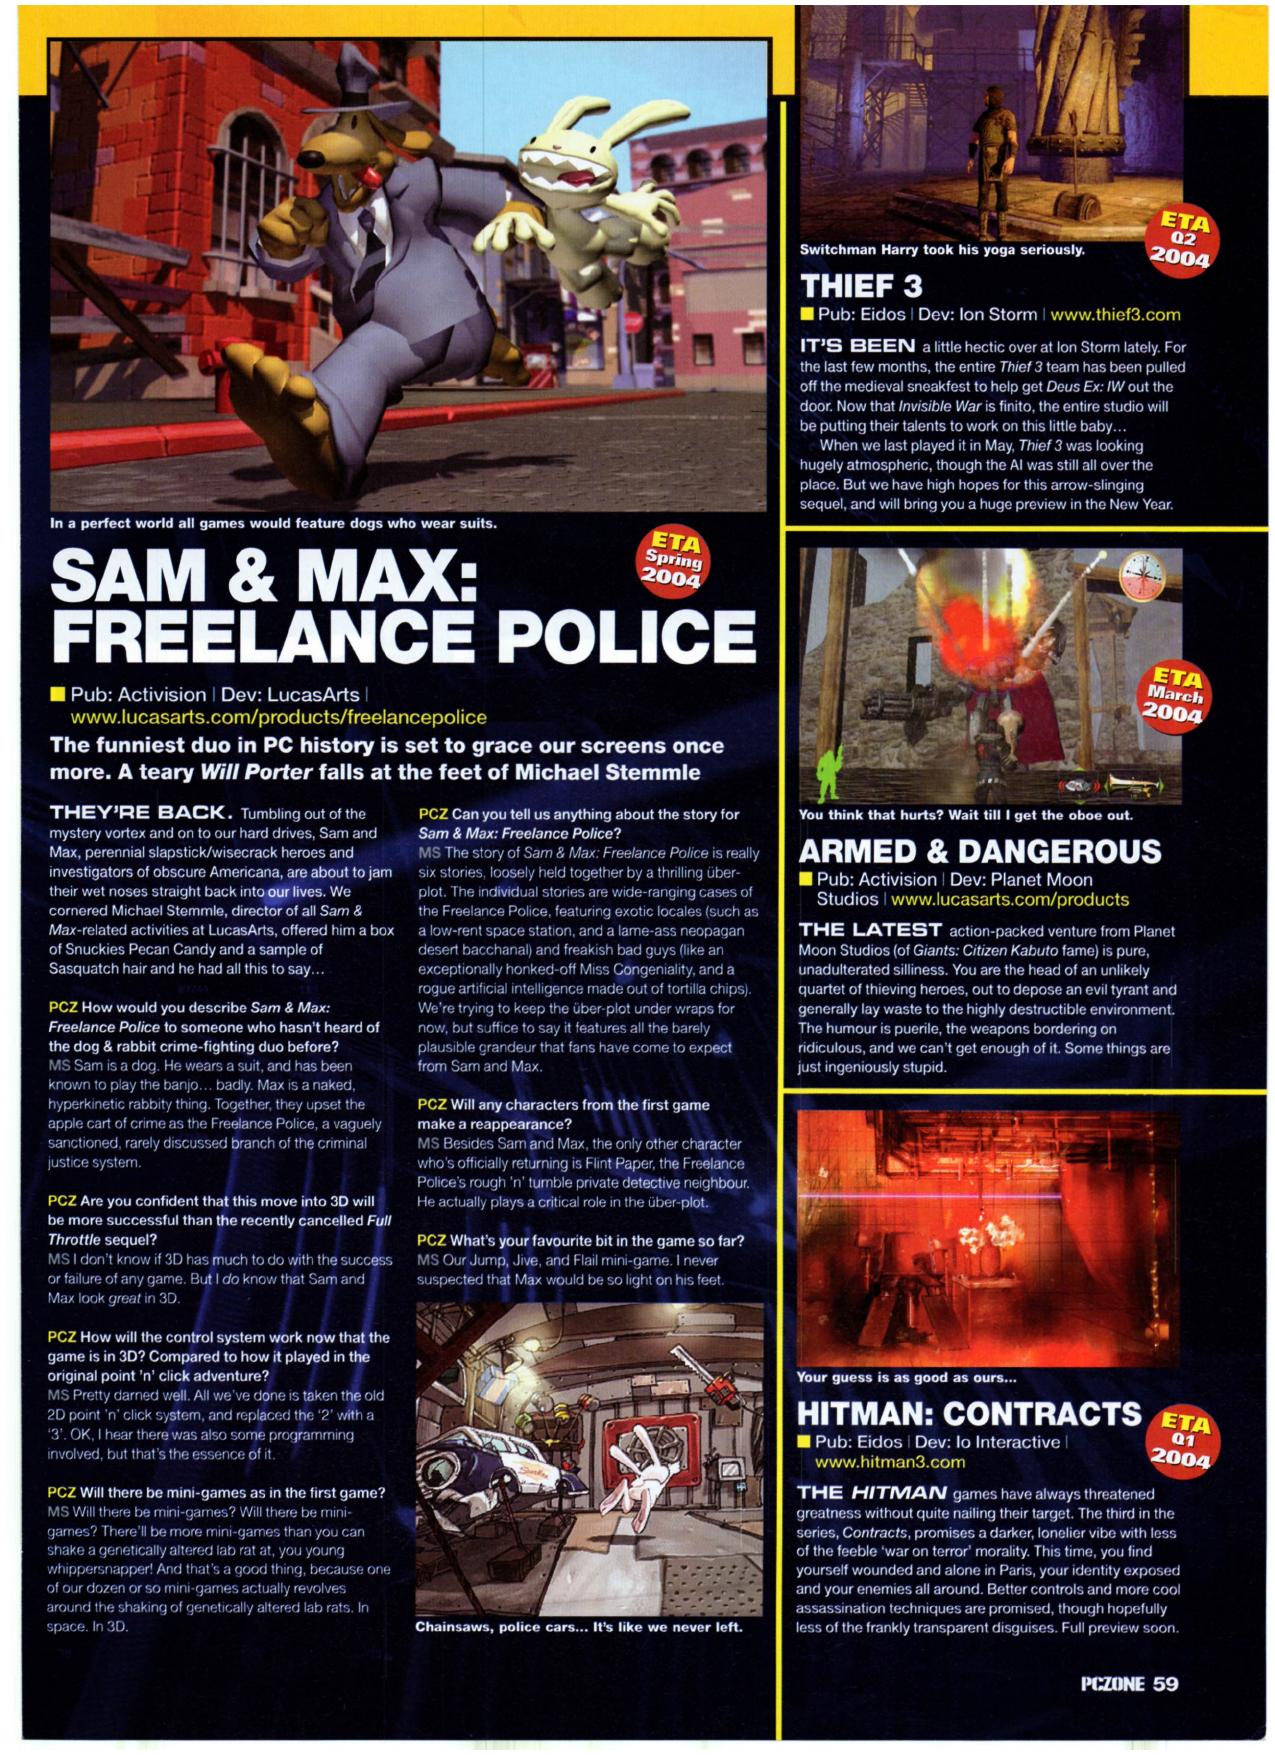 In a perfect world all games would feature dogs who wear suits.
ETA
Spring
2004
SAM & MAX:
FREELANCE POLICE
Pub: Activision | Dev: LucasArts |
www.lucasarts.com/products/freelancepolice
The funniest duo in PC history is set to grace our screens once
more. A teary Will Porter falls at the feet of Michael Stemmle
THEY'RE BACK. Tumbling out of the
mystery vortex and on to our hard drives, Sam and
Max, perennial slapstick/wisecrack heroes and
investigators of obscure Americana, are about to jam
their wet noses straight back into our lives. We
cornered Michael Stemmle, director of all Sam &
Max-related activities at LucasArts, offered him a box
of Snuckies Pecan Candy and a sample of
Sasquatch hair and he had all this to say...
PCZ How would you describe Sam & Max:
Freelance Police to someone who hasn't heard of
the dog & rabbit crime-fighting duo before?
MS Sam is a dog. He wears a suit, and has been
known to play the banjo... badly. Max is a naked,
hyperkinetic rabbity thing. Together, they upset the
apple cart of crime as the Freelance Police, a vaguely
sanctioned, rarely discussed branch of the criminal
justice system.
PCZ Are you confident that this move into 3D will
be more successful than the recently cancelled Full
Throttle sequel?
MS I don't know if 3D has much to do with the success
or failure of any game. But I do know that Sam and
Max look great in 3D.
PCZ How will the control system work now that the
game is in 3D? Compared to how it played in the
original point 'n' click adventure?
MS Pretty darned well. All we've done is taken the old
2D point 'n' click system, and replaced the '2' with a
'3'. OK, I hear there was also some programming
involved, but that's the essence of it.
PCZ Will there be mini-games as in the first game?
MS Will there be mini-games? Will there be mini-
games? There'll be more mini-games than you can
shake a genetically altered lab rat at, you young
whippersnapper! And that's a good thing, because one
of our dozen or so mini-games actually revolves
around the shaking of genetically altered lab rats. In
space. In 3D.
PCZ Can you tell us anything about the story for
Sam & Max: Freelance Police?
MS The story of Sam & Max: Freelance Police is really
six stories, loosely held together by a thrilling über-
plot. The individual stories are wide-ranging cases of
the Freelance Police, featuring exotic locales (such as
a low-rent space station, and a lame-ass neopagan
desert bacchanal) and freakish bad guys (like an
exceptionally honked-off Miss Congeniality, and a
rogue artificial intelligence made out of tortilla chips).
We're trying to keep the über-plot under wraps for
now, but suffice to say it features all the barely
plausible grandeur that fans have come to expect
from Sam and Max.
PCZ Will any characters from the first game
make a reappearance?
MS Besides Sam and Max, the only other character
who's officially returning is Flint Paper, the Freelance
Police's rough 'n' tumble private detective neighbour.
He actually plays a critical role in the über-plot.
PCZ What's your favourite bit in the game so far?
MS Our Jump, Jive, and Flail mini-game. I never
suspected that Max would be so light on his feet.
Chainsaws, police cars... It's like we never left.
Switchman Harry took his yoga seriously.
ETA
Q2
2004
THIEF 3
Pub: Eidos | Dev: Ion Storm | www.thief3.com
IT'S BEEN a little hectic over at Ion Storm lately. For
the last few months, the entire Thief 3 team has been pulled
off the medieval sneakfest to help get Deus Ex: IW out the
door. Now that Invisible War is finito, the entire studio will
be putting their talents to work on this little baby...
When we last played it in May, Thief 3 was looking
hugely atmospheric, though the AI was still all over the
place. But we have high hopes for this arrow-slinging
sequel, and will bring you a huge preview in the New Year.
ETA
March
2004
You think that hurts? Wait till I get the oboe out.
ARMED & DANGEROUS
Pub: Activision | Dev: Planet Moon
Studios | www.lucasarts.com/products
THE LATEST action-packed venture from Planet
Moon Studios (of Giants: Citizen Kabuto fame) is pure,
unadulterated silliness. You are the head of an unlikely
quartet of thieving heroes, out to depose an evil tyrant and
generally lay waste to the highly destructible environment.
The humour is puerile, the weapons bordering on
ridiculous, and we can't get enough of it. Some things are
just ingeniously stupid.
Your guess is as good as ours...
HITMAN: CONTRACTS
ETA
Q1
2004
Pub: Eidos | Dev: Io Interactive |
www.hitman3.com
THE HITMAN games have always threatened
greatness without quite nailing their target. The third in the
series, Contracts, promises a darker, lonelier vibe with less
of the feeble 'war on terror' morality. This time, you find
yourself wounded and alone in Paris, your identity exposed
and your enemies all around. Better controls and more cool
assassination techniques are promised, though hopefully
less of the frankly transparent disguises. Full preview soon.
PCZONE 59